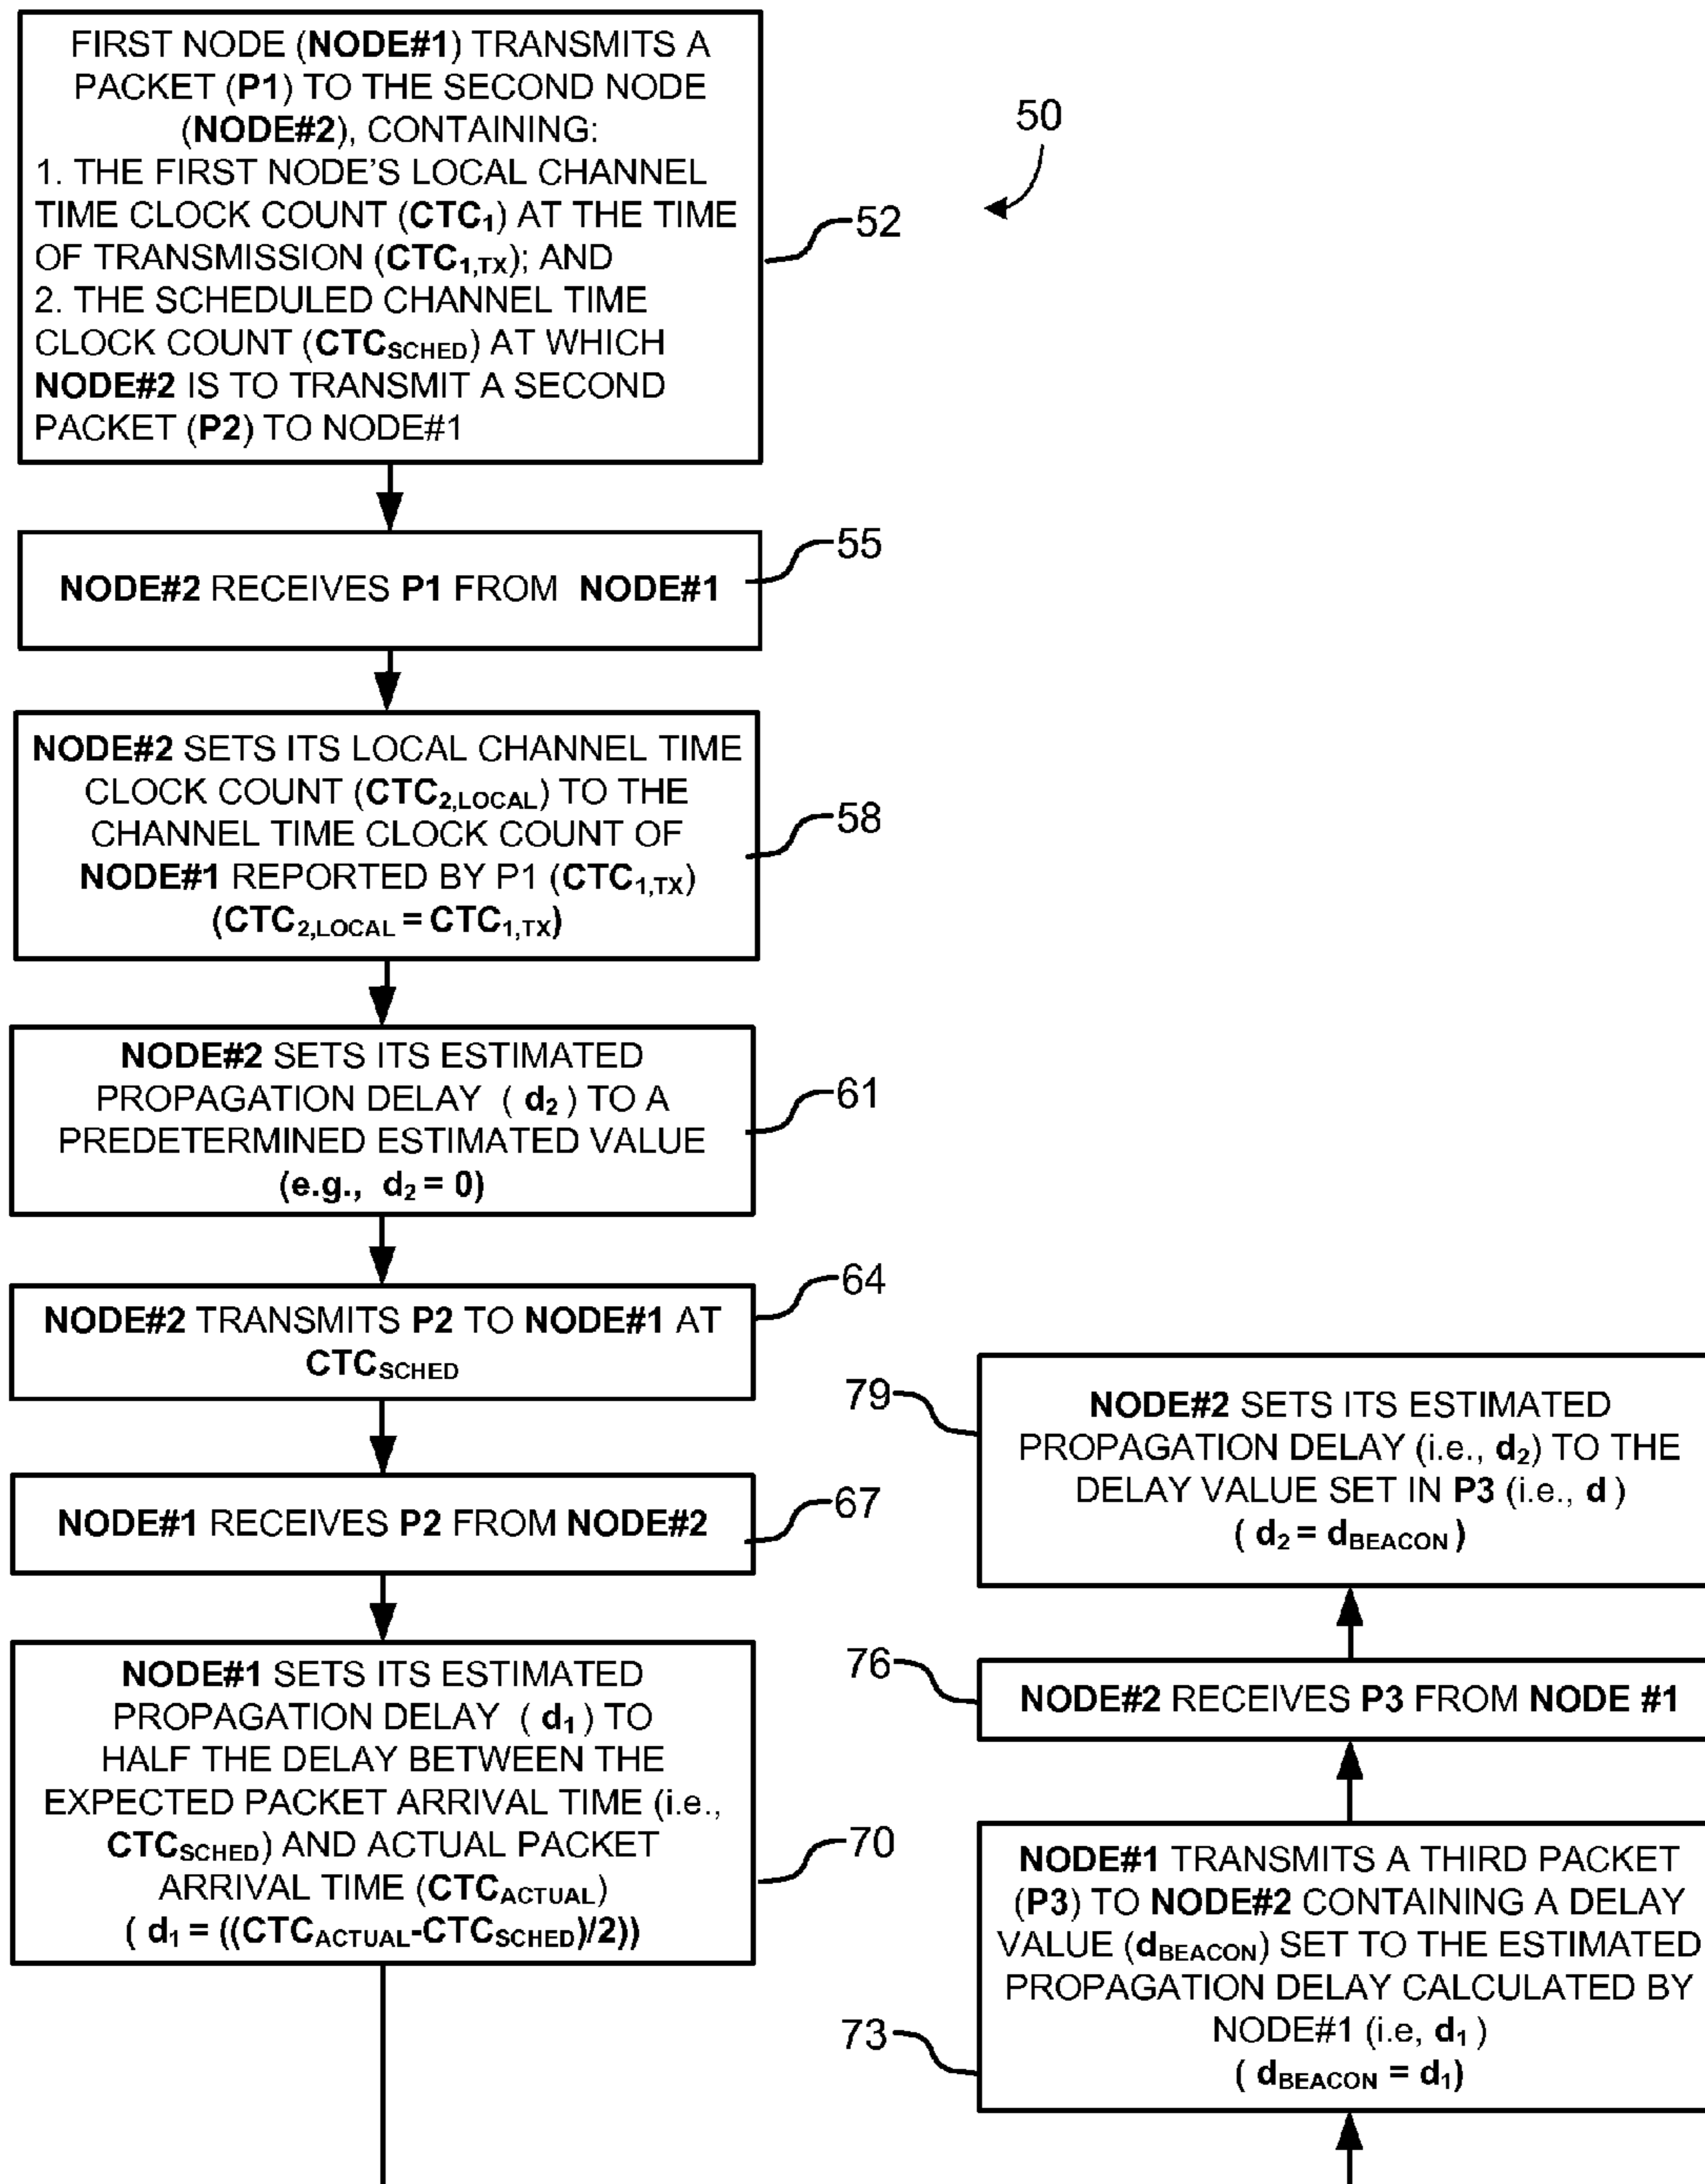 FIRST NODE (NODE#1) TRANSMITS A
PACKET (P1) TO THE SECOND NODE
(NODE#2), CONTAINING:
1. THE FIRST NODE'S LOCAL CHANNEL
TIME CLOCK COUNT (CTC1) AT THE TIME
OF TRANSMISSION (CTC1,TX); AND
2. THE SCHEDULED CHANNEL TIME
CLOCK COUNT (CTCSCHED) AT WHICH
NODE#2 IS TO TRANSMIT A SECOND
PACKET (P2) TO NODE#1
52
50
NODE#2 RECEIVES P1 FROM NODE#1
55
NODE#2 SETS ITS LOCAL CHANNEL TIME
CLOCK COUNT (CTC2,LOCAL) TO THE
CHANNEL TIME CLOCK COUNT OF
NODE#1 REPORTED BY P1 (CTC1,TX)
(CTC2,LOCAL = CTC1,TX)
58
NODE#2 SETS ITS ESTIMATED
PROPAGATION DELAY ( d2 ) TO A
PREDETERMINED ESTIMATED VALUE
(e.g., d2 = 0)
61
NODE#2 TRANSMITS P2 TO NODE#1 AT
CTCSCHED
64
NODE#1 RECEIVES P2 FROM NODE#2
67
NODE#1 SETS ITS ESTIMATED
PROPAGATION DELAY ( d1 ) TO
HALF THE DELAY BETWEEN THE
EXPECTED PACKET ARRIVAL TIME (i.e.,
CTCSCHED) AND ACTUAL PACKET
ARRIVAL TIME (CTCACTUAL)
( d1 = ((CTCACTUAL-CTCSCHED)/2))
70
NODE#1 TRANSMITS A THIRD PACKET
(P3) TO NODE#2 CONTAINING A DELAY
VALUE (dBEACON) SET TO THE ESTIMATED
PROPAGATION DELAY CALCULATED BY
NODE#1 (i.e, d1 )
( dBEACON = d1)
73
NODE#2 RECEIVES P3 FROM NODE #1
76
NODE#2 SETS ITS ESTIMATED
PROPAGATION DELAY (i.e., d2) TO THE
DELAY VALUE SET IN P3 (i.e., d )
( d2 = dBEACON )
79